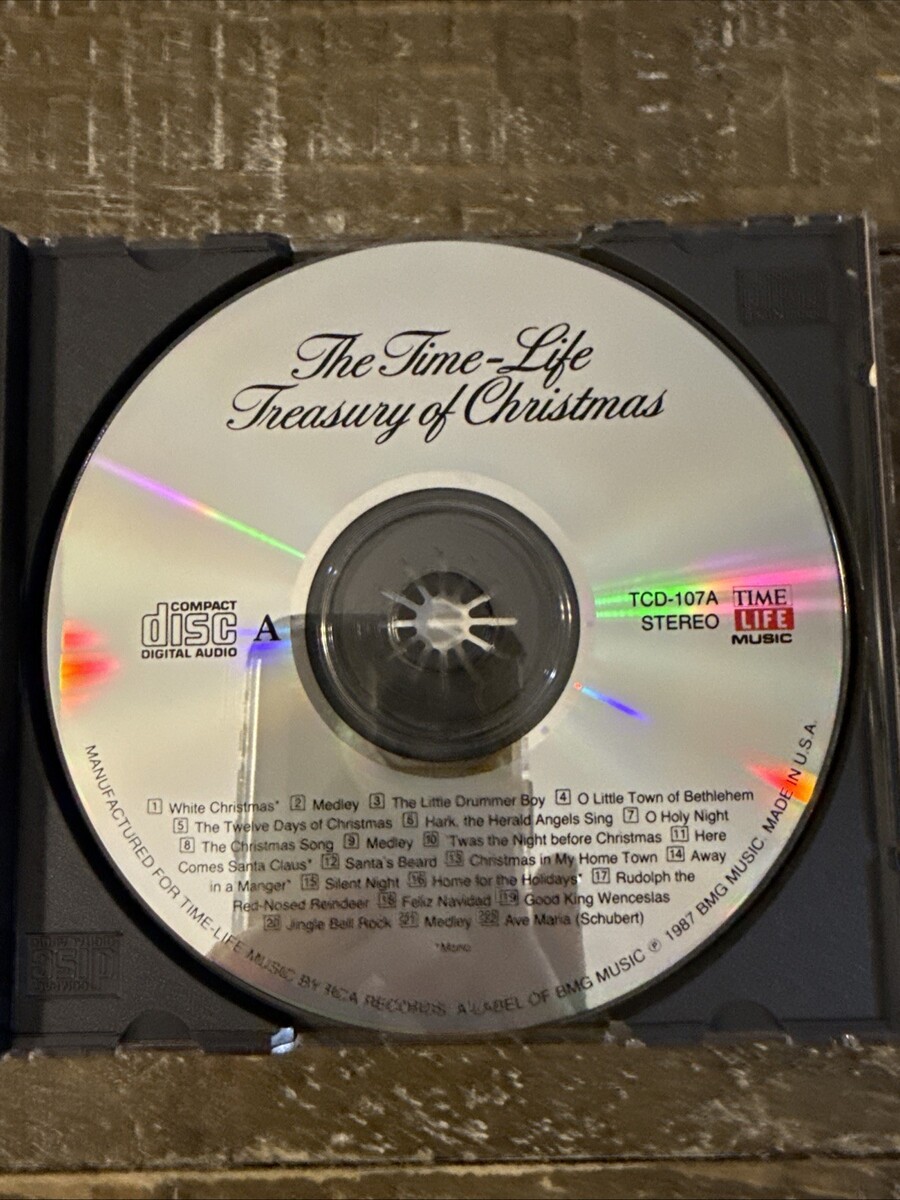 The Time-Life
Treasury of Christmas
COMPACT
disc
DIGITAL AUDIO
A
TCD-107A
STEREO
TIME
LIFE
MUSIC
1 White Christmas* 2 Medley 3 The Little Drummer Boy 4 O Little Town of Bethlehem
5 The Twelve Days of Christmas 6 Hark, the Herald Angels Sing 7 O Holy Night
8 The Christmas Song 9 Medley 10 'Twas the Night before Christmas 11 Here
Comes Santa Claus* 12 Santa's Beard 13 Christmas in My Home Town 14 Away
in a Manger* 15 Silent Night 16 Home for the Holidays* 17 Rudolph the
Red-Nosed Reindeer 18 Feliz Navidad 19 Good King Wenceslas
20 Jingle Bell Rock 21 Medley 22 Ave Maria (Schubert)
*Mono
MANUFACTURED FOR TIME-LIFE MUSIC BY RCA RECORDS. A LABEL OF BMG MUSIC ℗ 1987 BMG MUSIC. MADE IN U.S.A.